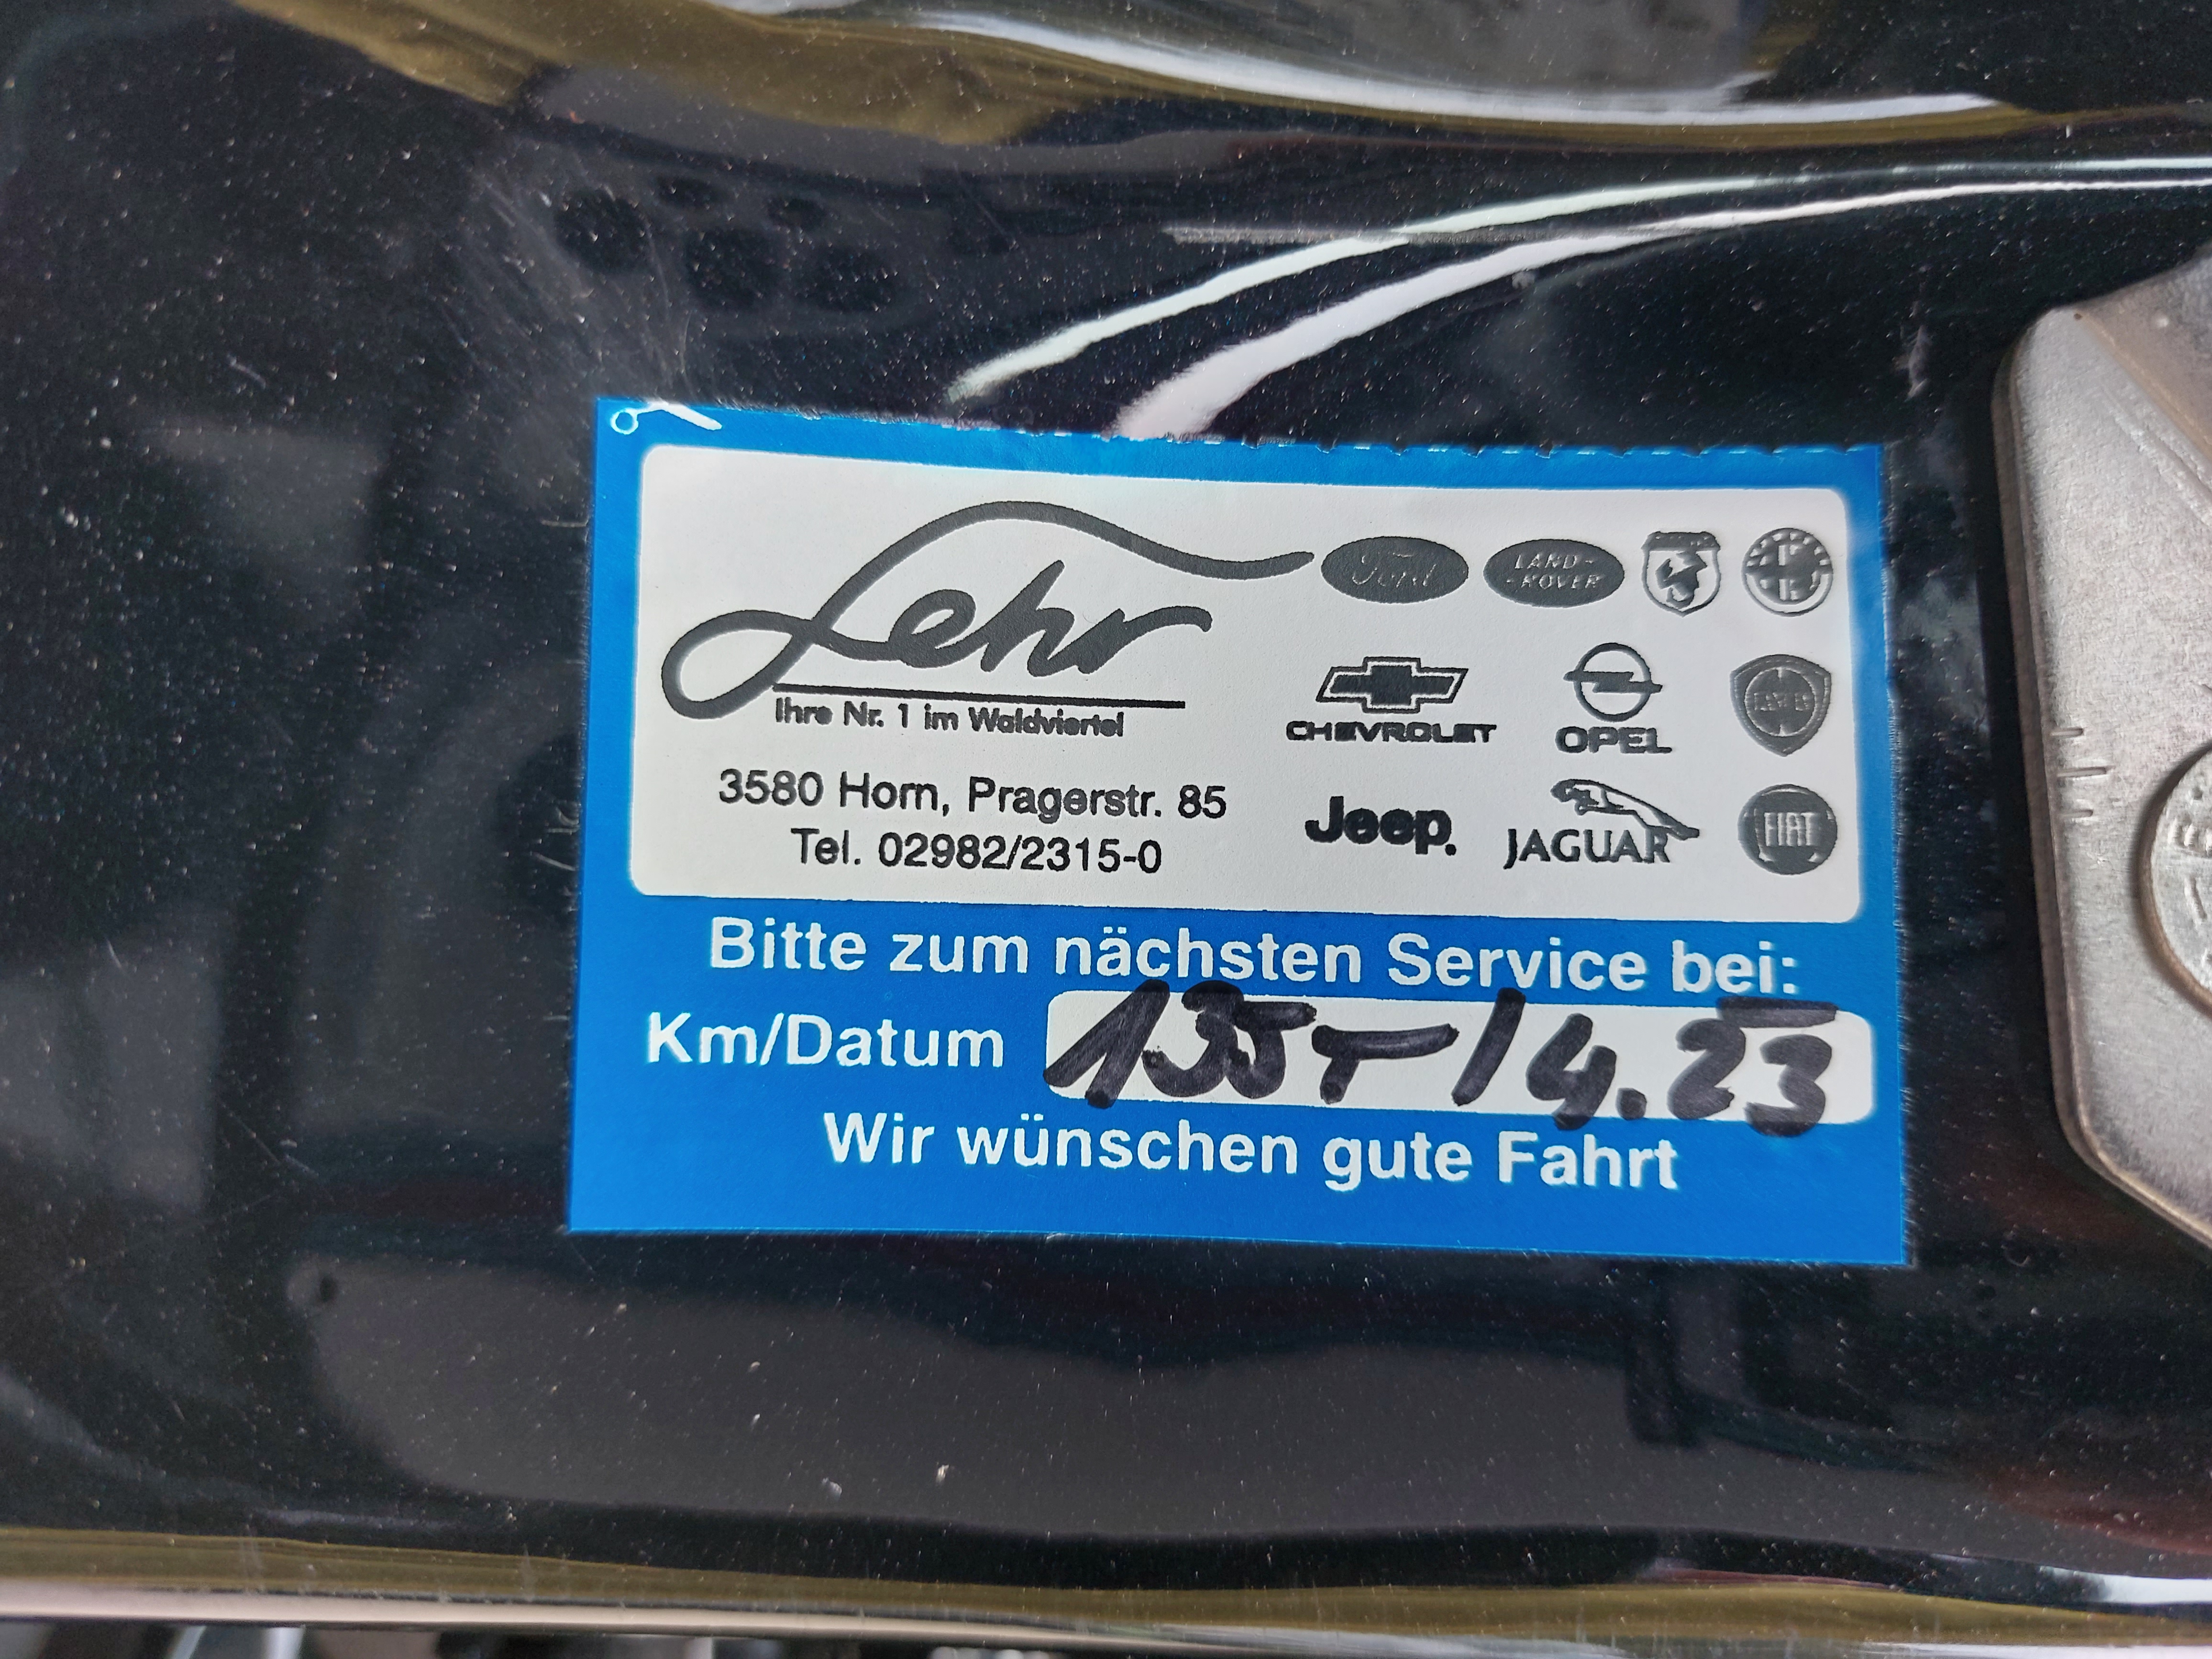 Lehr
Ihre Nr. 1 im Waldviertel
3580 Horn, Pragerstr. 85
Tel. 02982/2315-0
Ford LAND-ROVER
CHEVROLET OPEL
Jeep. JAGUAR FIAT
Bitte zum nächsten Service bei:
Km/Datum 135T / 4.23
Wir wünschen gute Fahrt